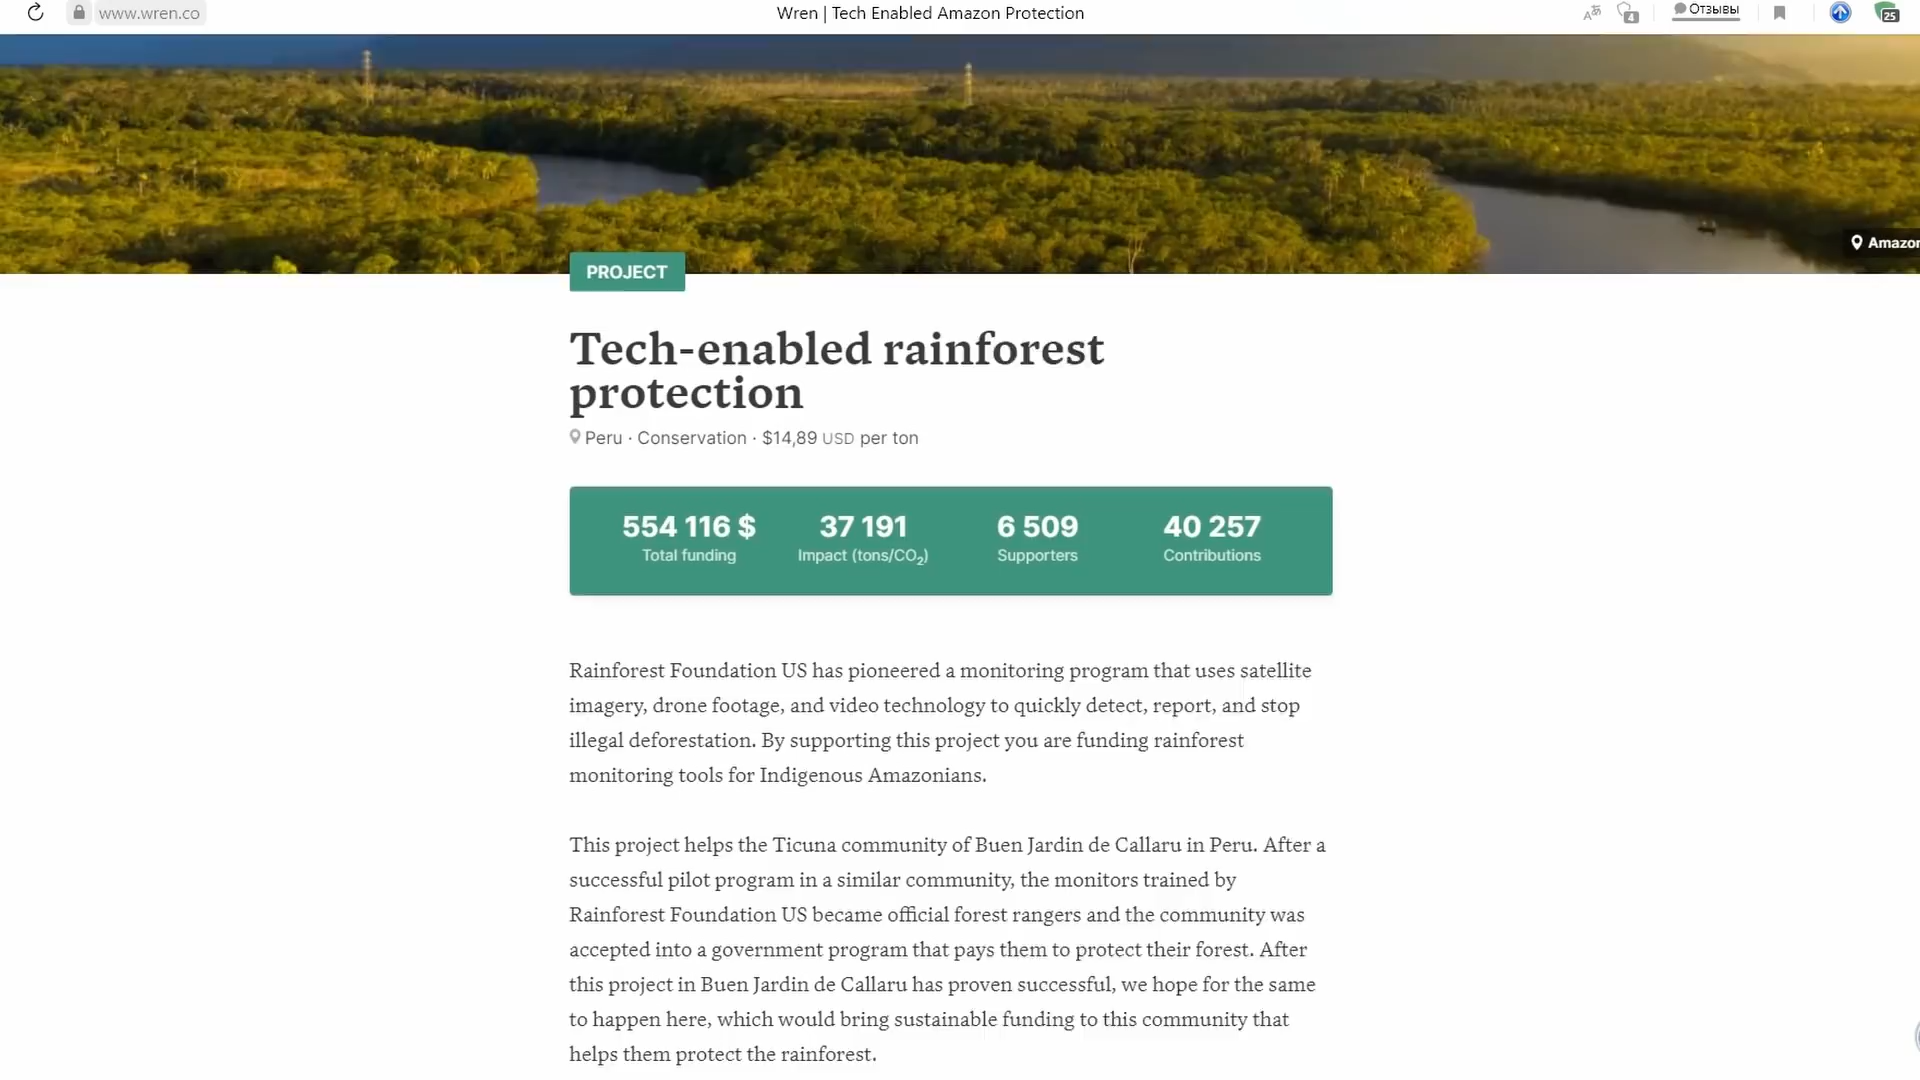 www.wren.co
Wren | Tech Enabled Amazon Protection
4
Отзывы
25
PROJECT
Tech-enabled rainforest
protection
Peru · Conservation · $14,89 USD per ton
554 116 $
Total funding
37 191
Impact (tons/CO₂)
6 509
Supporters
40 257
Contributions
Rainforest Foundation US has pioneered a monitoring program that uses satellite
imagery, drone footage, and video technology to quickly detect, report, and stop
illegal deforestation. By supporting this project you are funding rainforest
monitoring tools for Indigenous Amazonians.
This project helps the Ticuna community of Buen Jardin de Callaru in Peru. After a
successful pilot program in a similar community, the monitors trained by
Rainforest Foundation US became official forest rangers and the community was
accepted into a government program that pays them to protect their forest. After
this project in Buen Jardin de Callaru has proven successful, we hope for the same
to happen here, which would bring sustainable funding to this community that
helps them protect the rainforest.